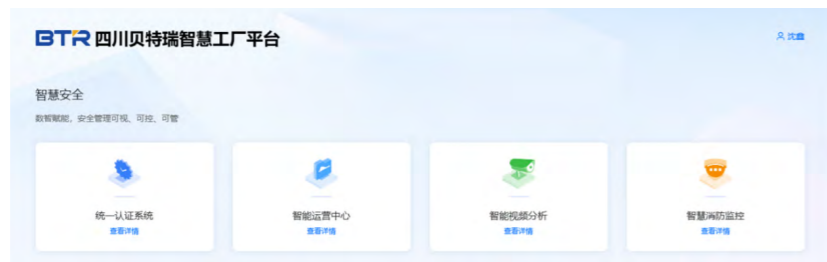 BTR 四川贝特瑞智慧工厂平台
沈鑫
智慧安全
数智赋能，安全管理可视、可控、可管
统一认证系统
智能运营中心
智能视频分析
智慧消防监控
查看详情
查看详情
查看详情
查看详情